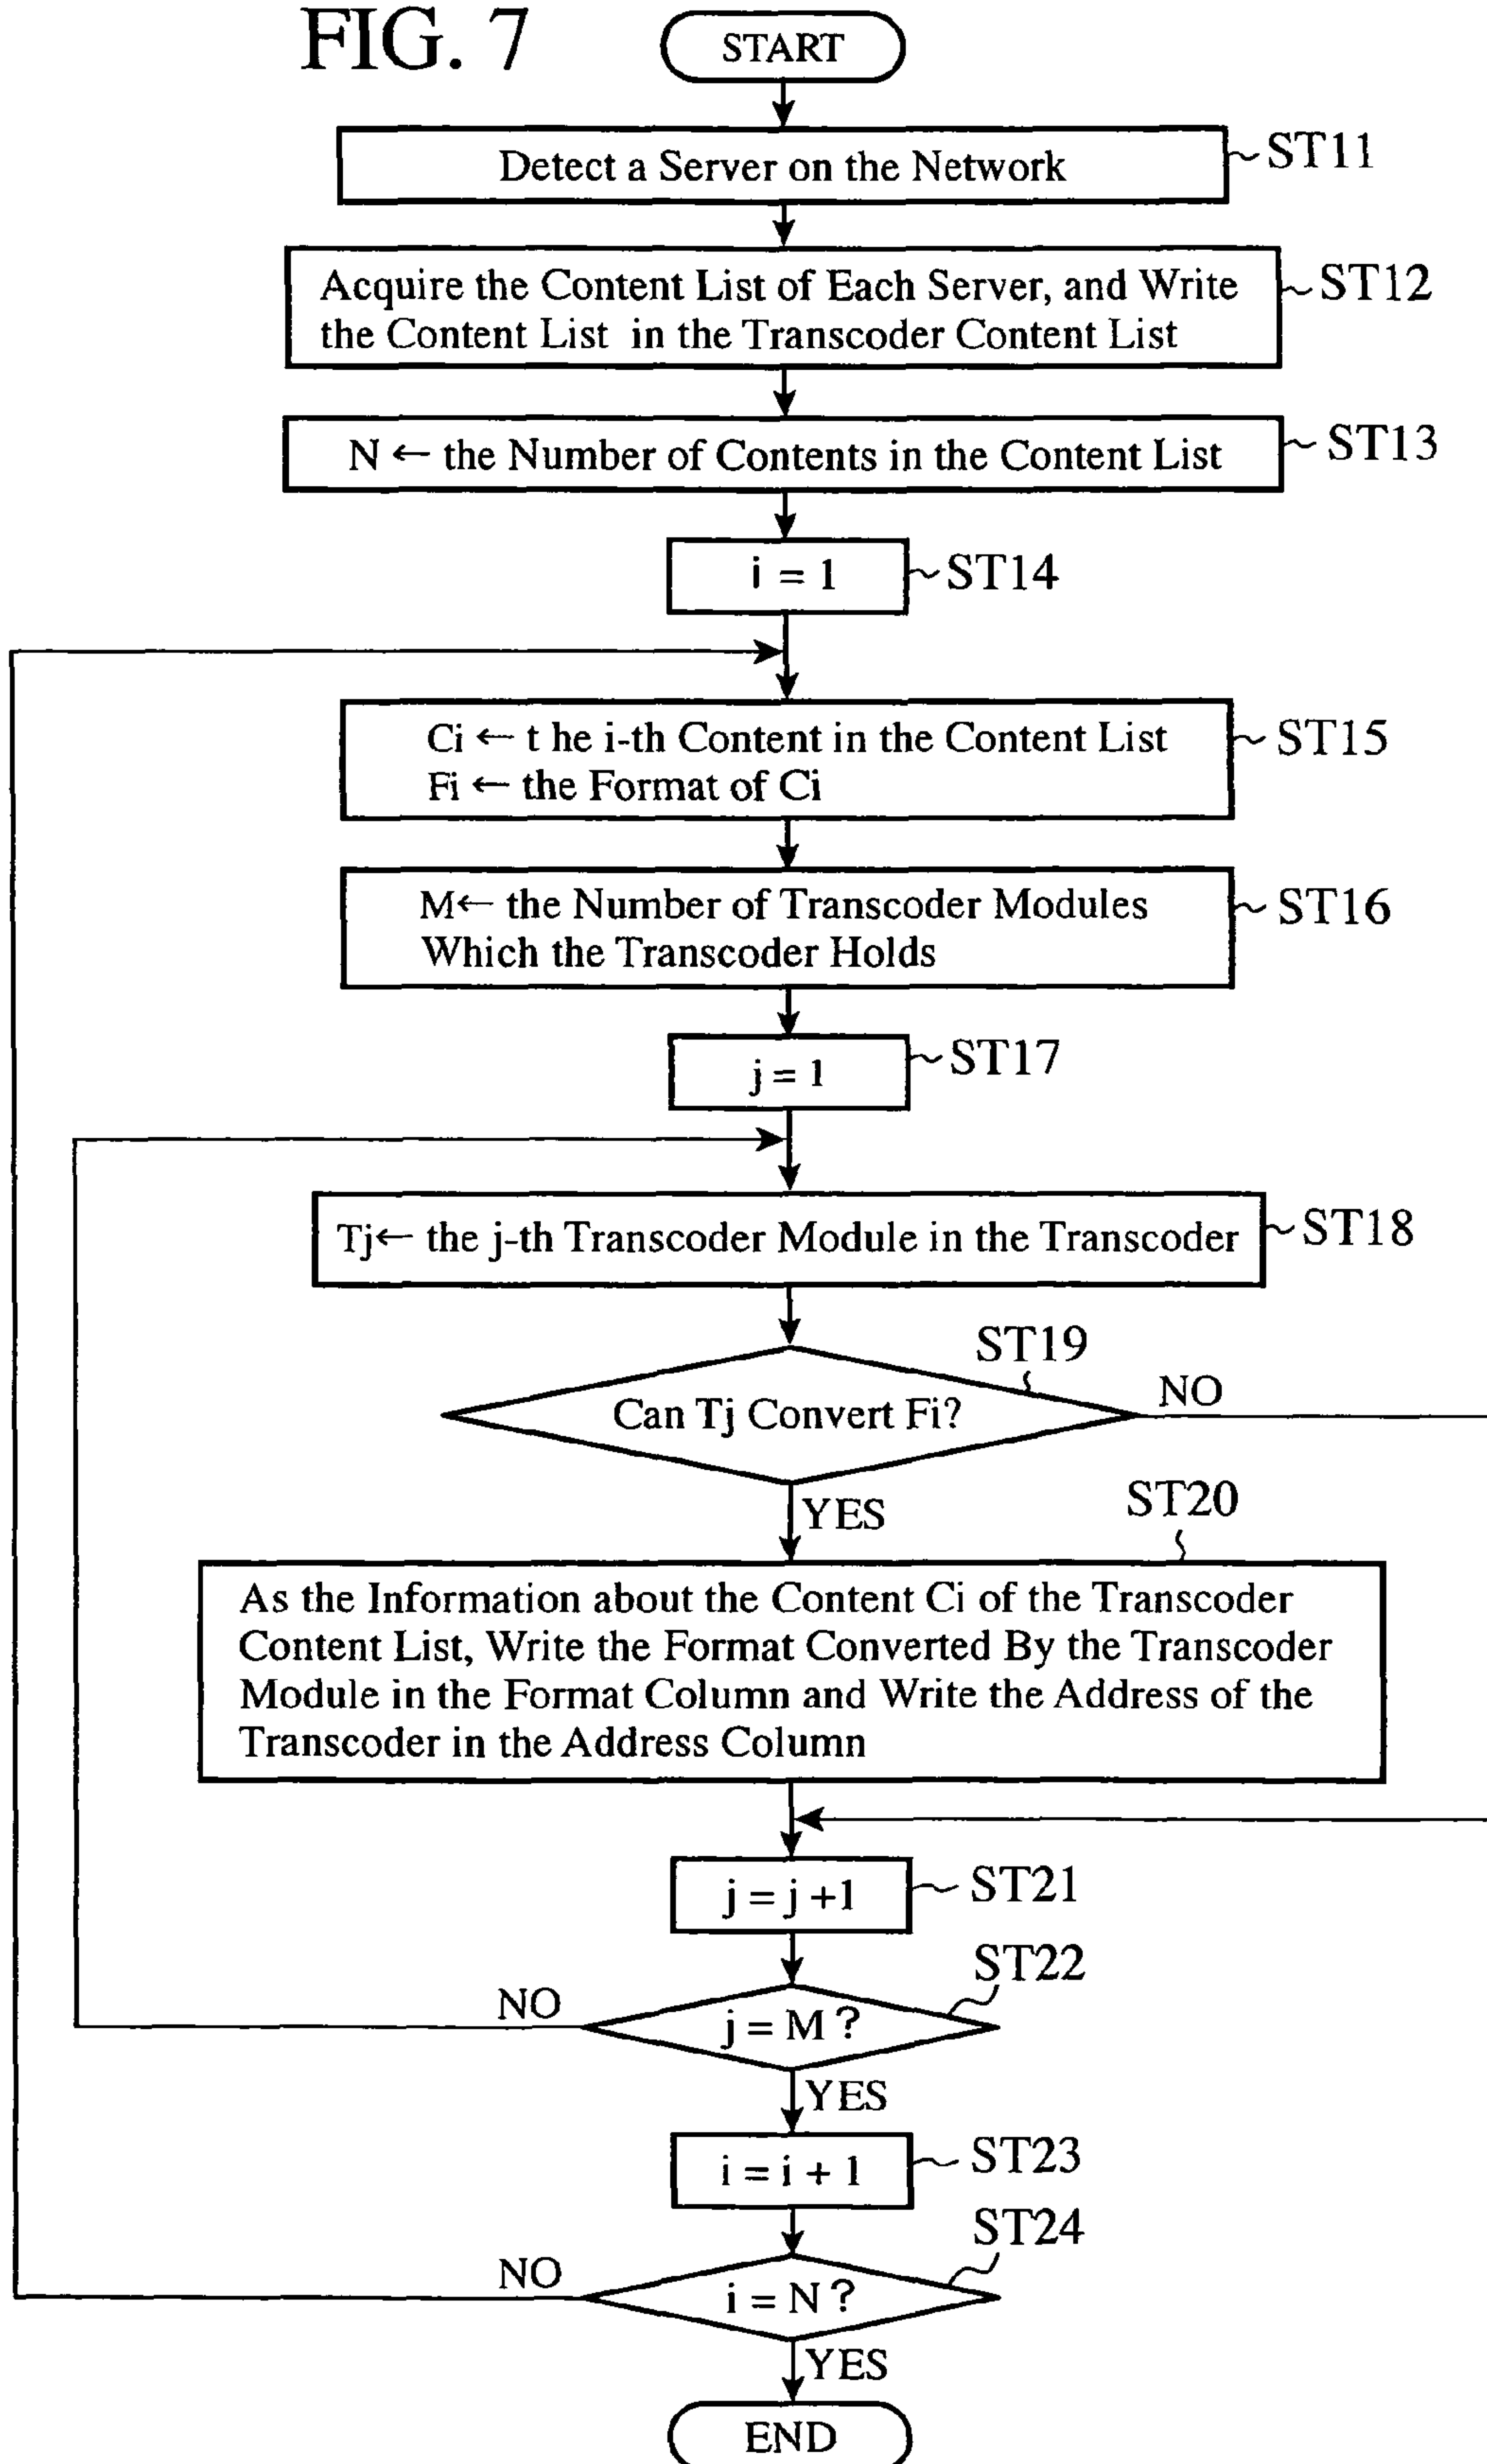 FIG. 7
START
Detect a Server on the Network
ST11
Acquire the Content List of Each Server, and Write
the Content List in the Transcoder Content List
ST12
N ← the Number of Contents in the Content List
ST13
i = 1
ST14
Ci ← t he i-th Content in the Content List
Fi ← the Format of Ci
ST15
M← the Number of Transcoder Modules
Which the Transcoder Holds
ST16
j = 1
ST17
Tj← the j-th Transcoder Module in the Transcoder
ST18
ST19
Can Tj Convert Fi?
NO
YES
ST20
As the Information about the Content Ci of the Transcoder
Content List, Write the Format Converted By the Transcoder
Module in the Format Column and Write the Address of the
Transcoder in the Address Column
j = j +1
ST21
ST22
NO
j = M ?
YES
i = i + 1
ST23
ST24
NO
i = N ?
YES
END